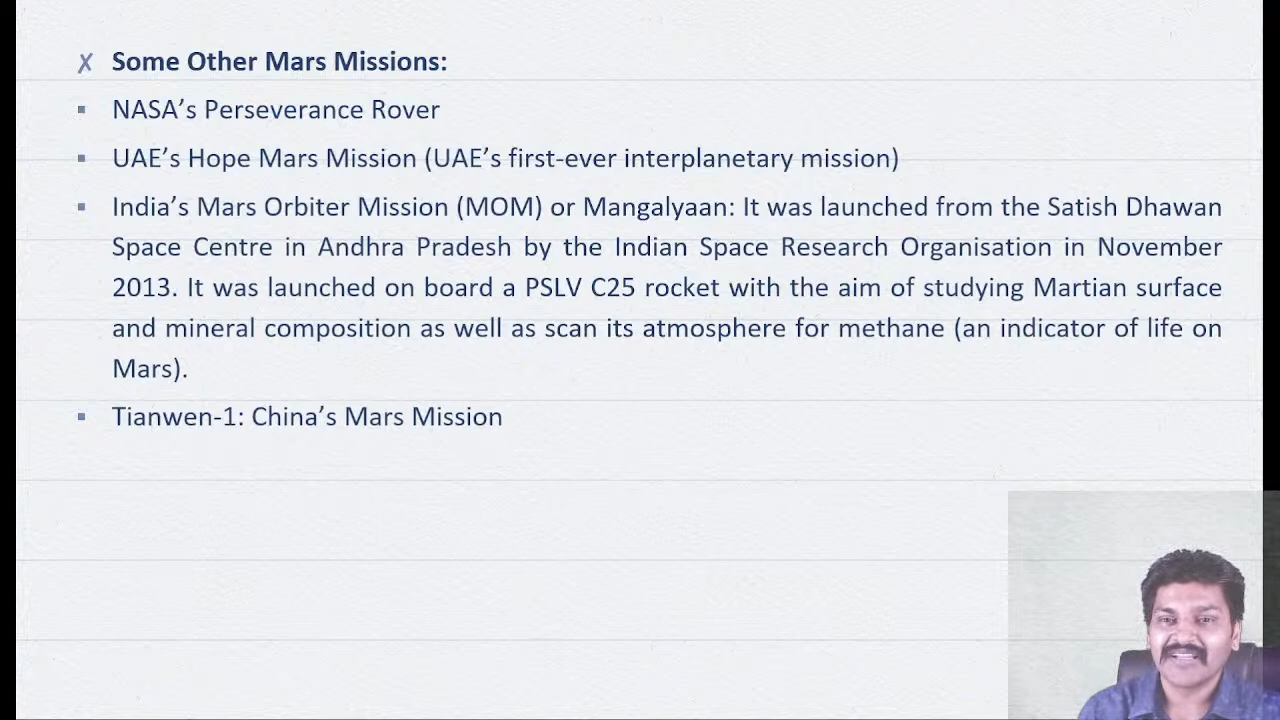 Some Other Mars Missions:
NASA’s Perseverance Rover
UAE’s Hope Mars Mission (UAE’s first-ever interplanetary mission)
India’s Mars Orbiter Mission (MOM) or Mangalyaan: It was launched from the Satish Dhawan
Space Centre in Andhra Pradesh by the Indian Space Research Organisation in November
2013. It was launched on board a PSLV C25 rocket with the aim of studying Martian surface
and mineral composition as well as scan its atmosphere for methane (an indicator of life on
Mars).
Tianwen-1: China’s Mars Mission